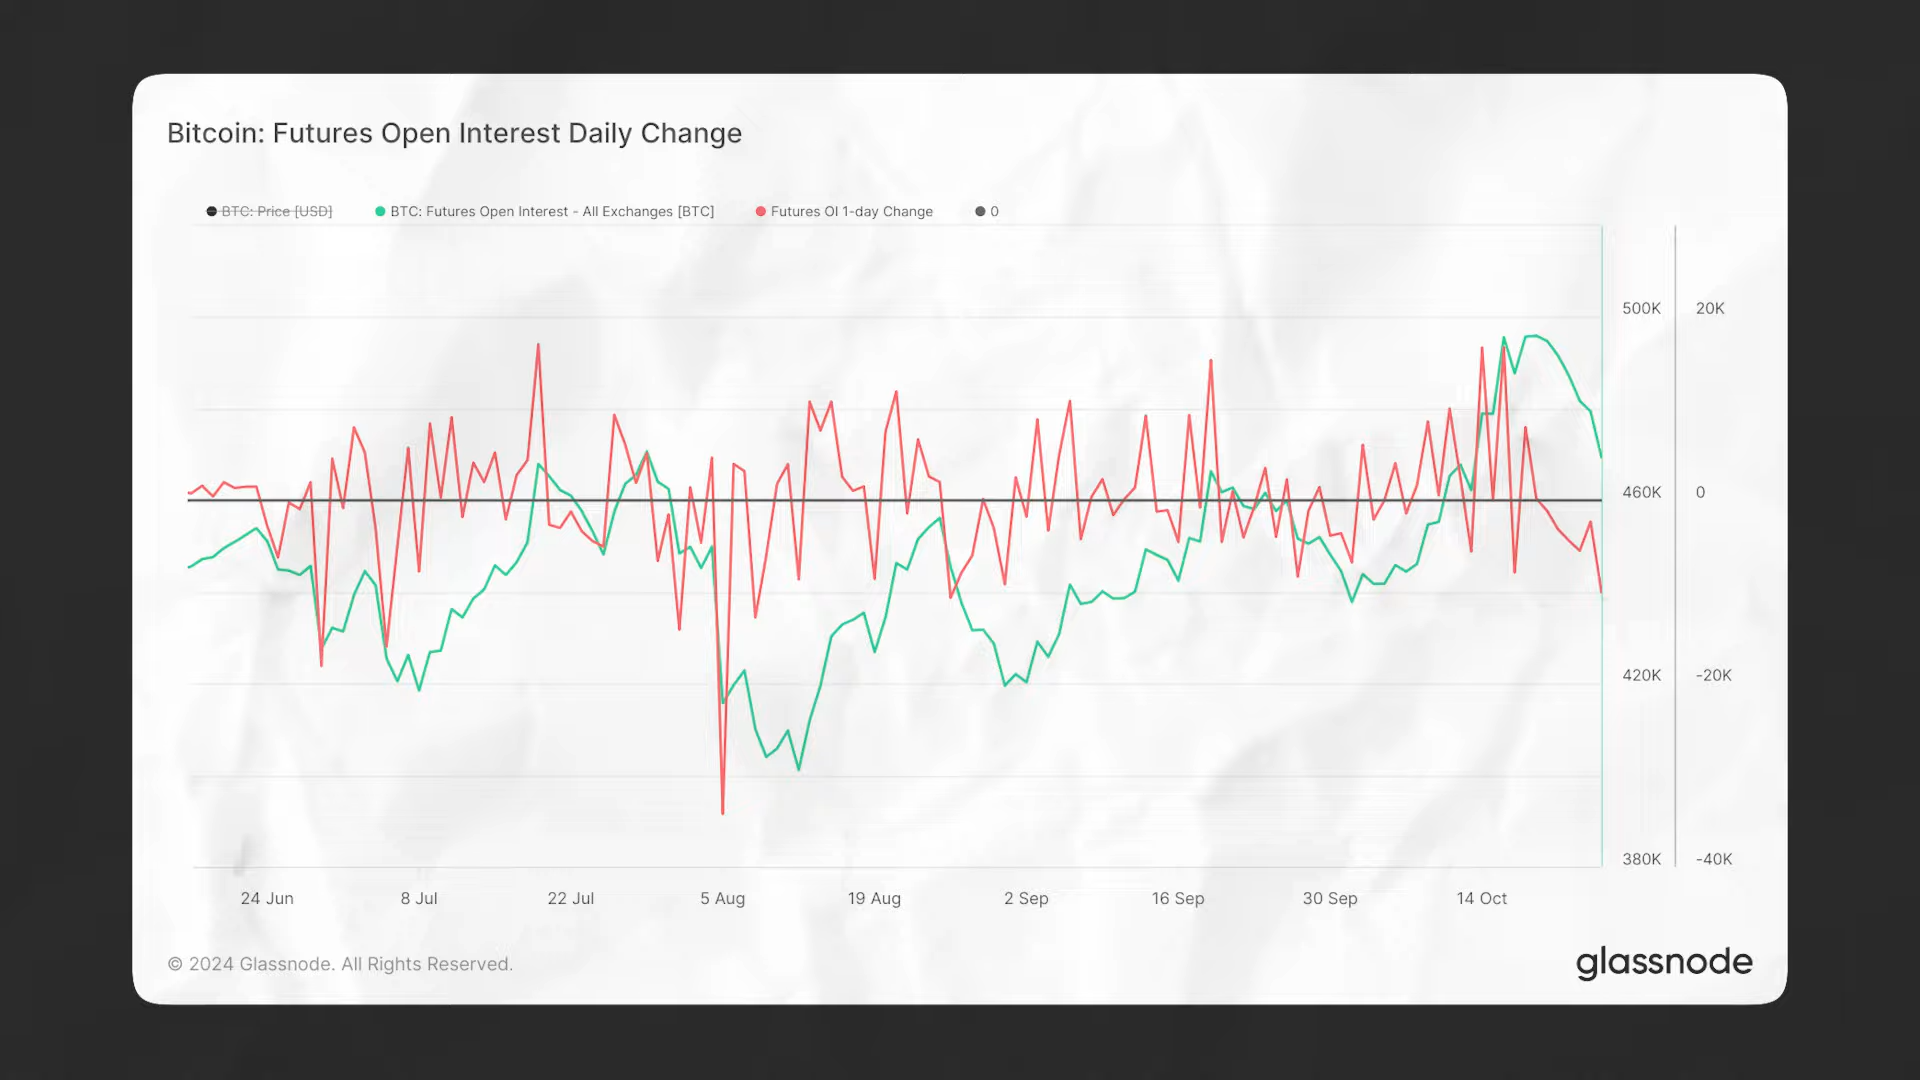 Bitcoin: Futures Open Interest Daily Change
BTC: Price [USD] BTC: Futures Open Interest - All Exchanges [BTC] Futures OI 1-day Change 0
500K 20K
460K 0
420K -20K
380K -40K
24 Jun 8 Jul 22 Jul 5 Aug 19 Aug 2 Sep 16 Sep 30 Sep 14 Oct
© 2024 Glassnode. All Rights Reserved.
glassnode